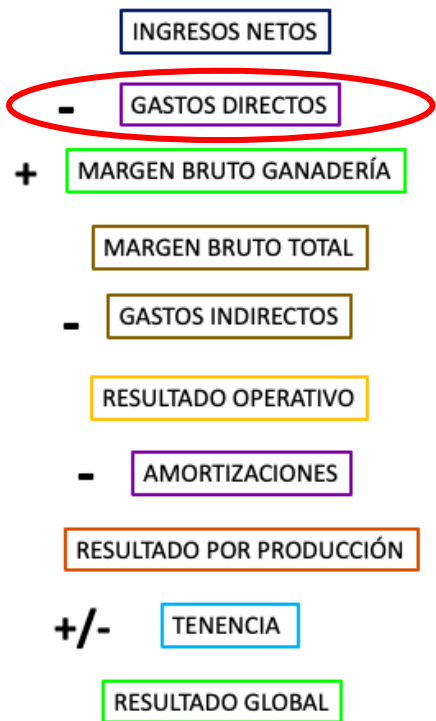 INGRESOS NETOS
- GASTOS DIRECTOS
+ MARGEN BRUTO GANADERÍA
MARGEN BRUTO TOTAL
- GASTOS INDIRECTOS
RESULTADO OPERATIVO
- AMORTIZACIONES
RESULTADO POR PRODUCCIÓN
+/- TENENCIA
RESULTADO GLOBAL